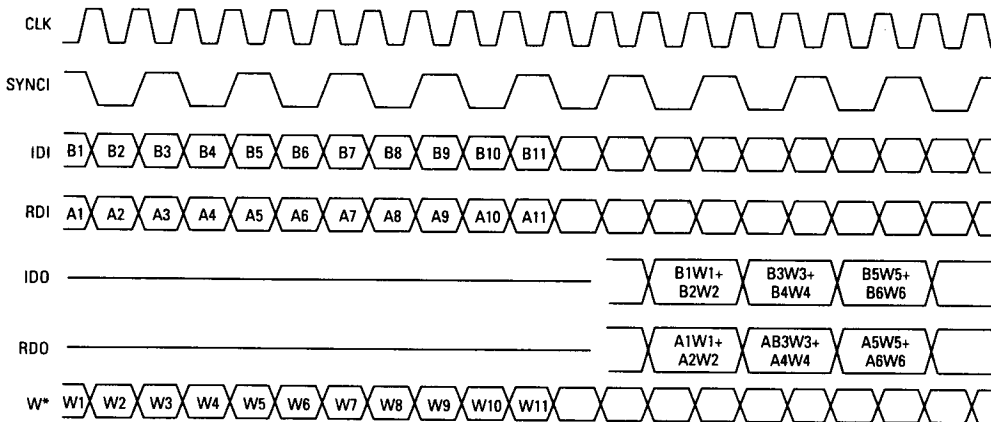 CLK
SYNCI
IDI B1 B2 B3 B4 B5 B6 B7 B8 B9 B10 B11
RDI A1 A2 A3 A4 A5 A6 A7 A8 A9 A10 A11
IDO B1W1+ B3W3+ B5W5+
B2W2 B4W4 B6W6
RDO A1W1+ AB3W3+ A5W5+
A2W2 A4W4 A6W6
W* W1 W2 W3 W4 W5 W6 W7 W8 W9 W10 W11